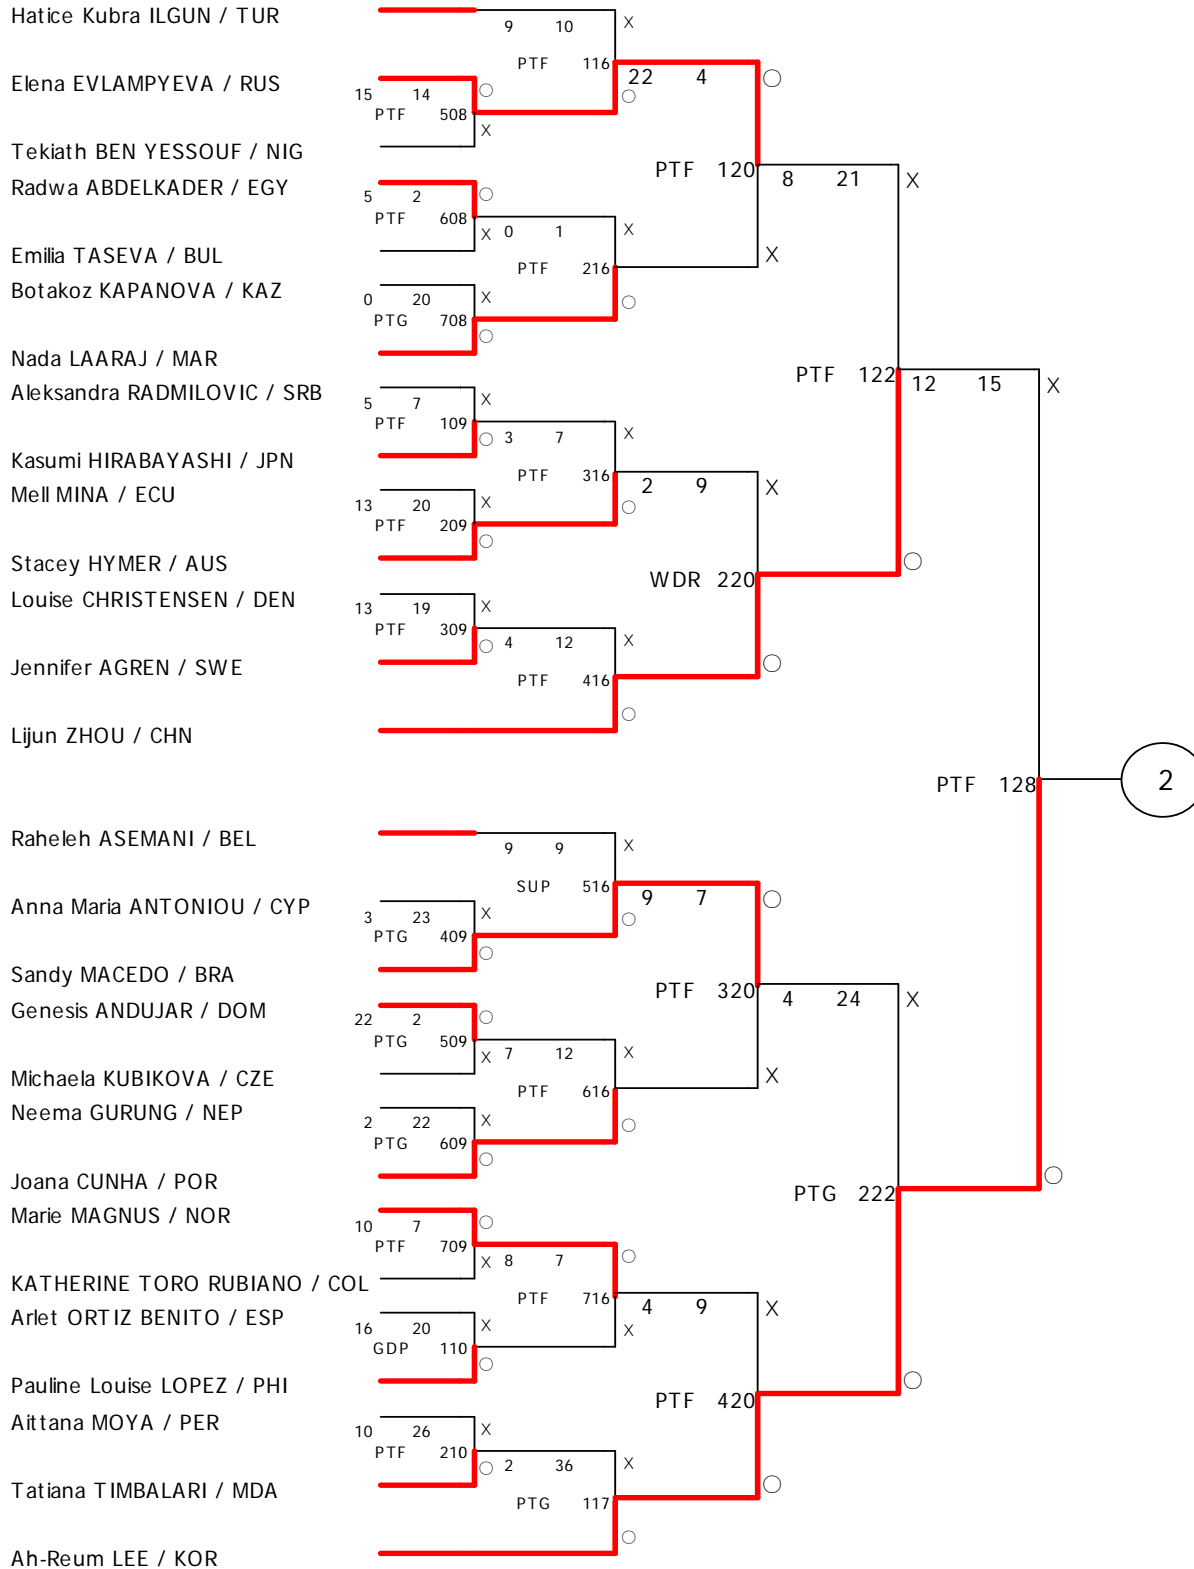 Hatice Kubra ILGUN / TUR
9 10 X
PTF 116
22 4 ○
Elena EVLAMPYEVA / RUS
15 14 ○
PTF 508 ○
X
Tekiath BEN YESSOUF / NIG
PTF 120
8 21 X
Radwa ABDELKADER / EGY
5 2 ○
PTF 608
X 0 1 X
Emilia TASEVA / BUL
PTF 216 X
Botakoz KAPANOVA / KAZ
0 20 X ○
PTG 708
○
Nada LAARAJ / MAR
PTF 122
12 15 X
Aleksandra RADMILOVIC / SRB
5 7 X
PTF 109
○ 3 7 X
Kasumi HIRABAYASHI / JPN
PTF 316
2 9 X
Mell MINA / ECU
13 20 X ○
PTF 209
○
Stacey HYMER / AUS
WDR 220 ○
Louise CHRISTENSEN / DEN
13 19 X
PTF 309
○ 4 12 X
Jennifer AGREN / SWE
PTF 416 ○
○
Lijun ZHOU / CHN
PTF 128 2
Raheleh ASEMANI / BEL
9 9 X
SUP 516
9 7 ○
Anna Maria ANTONIOU / CYP
3 23 X ○
PTG 409
○
Sandy MACEDO / BRA
PTF 320
4 24 X
Genesis ANDUJAR / DOM
22 2 ○
PTG 509
X 7 12 X
Michaela KUBIKOVA / CZE
PTF 616 X
Neema GURUNG / NEP
2 22 X ○
PTG 609
○
Joana CUNHA / POR
PTG 222 ○
Marie MAGNUS / NOR
10 7 ○
PTF 709
X 8 7 ○
KATHERINE TORO RUBIANO / COL
PTF 716
4 9 X
Arlet ORTIZ BENITO / ESP
16 20 X X
GDP 110
○
Pauline Louise LOPEZ / PHI
PTF 420 ○
Aittana MOYA / PER
10 26 X
PTF 210
○ 2 36 X
Tatiana TIMBALARI / MDA
PTG 117 ○
○
Ah-Reum LEE / KOR